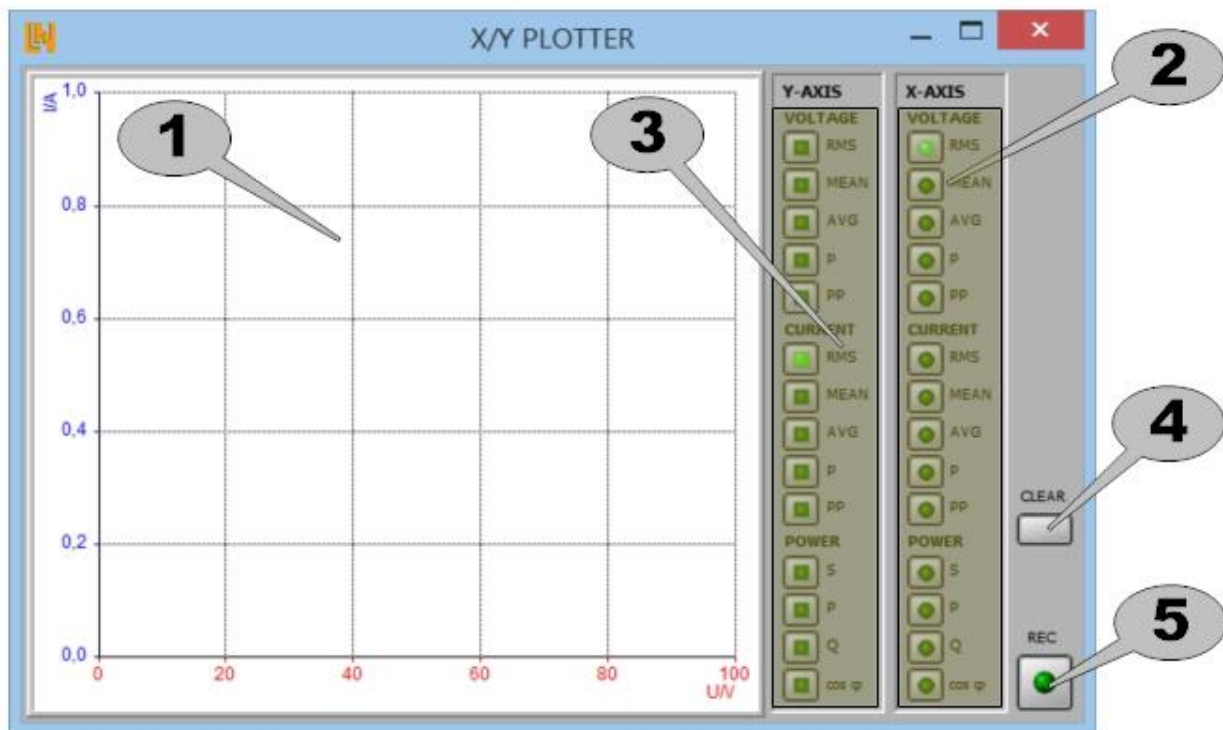 X/Y PLOTTER
I/A
1,0
0,8
0,6
0,4
0,2
0,0
0
20
40
60
80
100
U/V
1
2
3
4
5
Y-AXIS
VOLTAGE
RMS
MEAN
AVG
P
PP
CURRENT
RMS
MEAN
AVG
P
PP
POWER
S
P
Q
cos φ
X-AXIS
VOLTAGE
RMS
MEAN
AVG
P
PP
CURRENT
RMS
MEAN
AVG
P
PP
POWER
S
P
Q
cos φ
CLEAR
REC